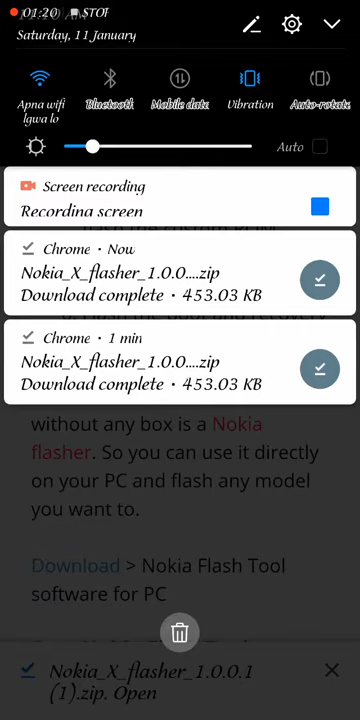 01:20 STOP
Saturday, 11 January
Apna wifi
lgwa lo
Bluetooth
Mobile data
Vibration
Auto-rotate
Auto
Screen recording
Recording screen
Chrome • Now
Nokia_X_flasher_1.0.0....zip
Download complete • 453.03 KB
Chrome • 1 min
Nokia_X_flasher_1.0.0....zip
Download complete • 453.03 KB
without any box is a Nokia
flasher. So you can use it directly
on your PC and flash any model
you want to.
Download > Nokia Flash Tool
software for PC
Nokia_X_flasher_1.0.0.1
(1).zip. Open